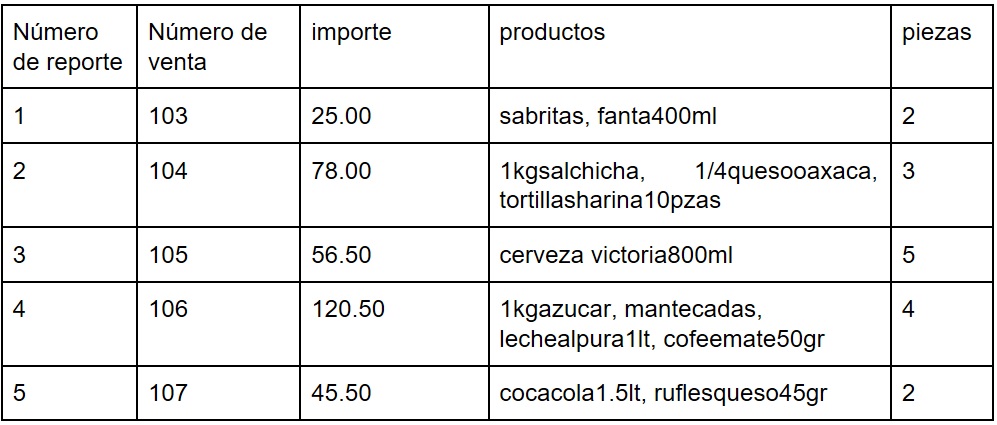 Número de reporte Número de venta importe productos piezas
1 103 25.00 sabritas, fanta400ml 2
2 104 78.00 1kgsalchicha, 1/4quesooaxaca, tortillasharina10pzas 3
3 105 56.50 cerveza victoria800ml 5
4 106 120.50 1kgazucar, mantecadas, lechealpura1lt, cofeemate50gr 4
5 107 45.50 cocacola1.5lt, ruflesqueso45gr 2